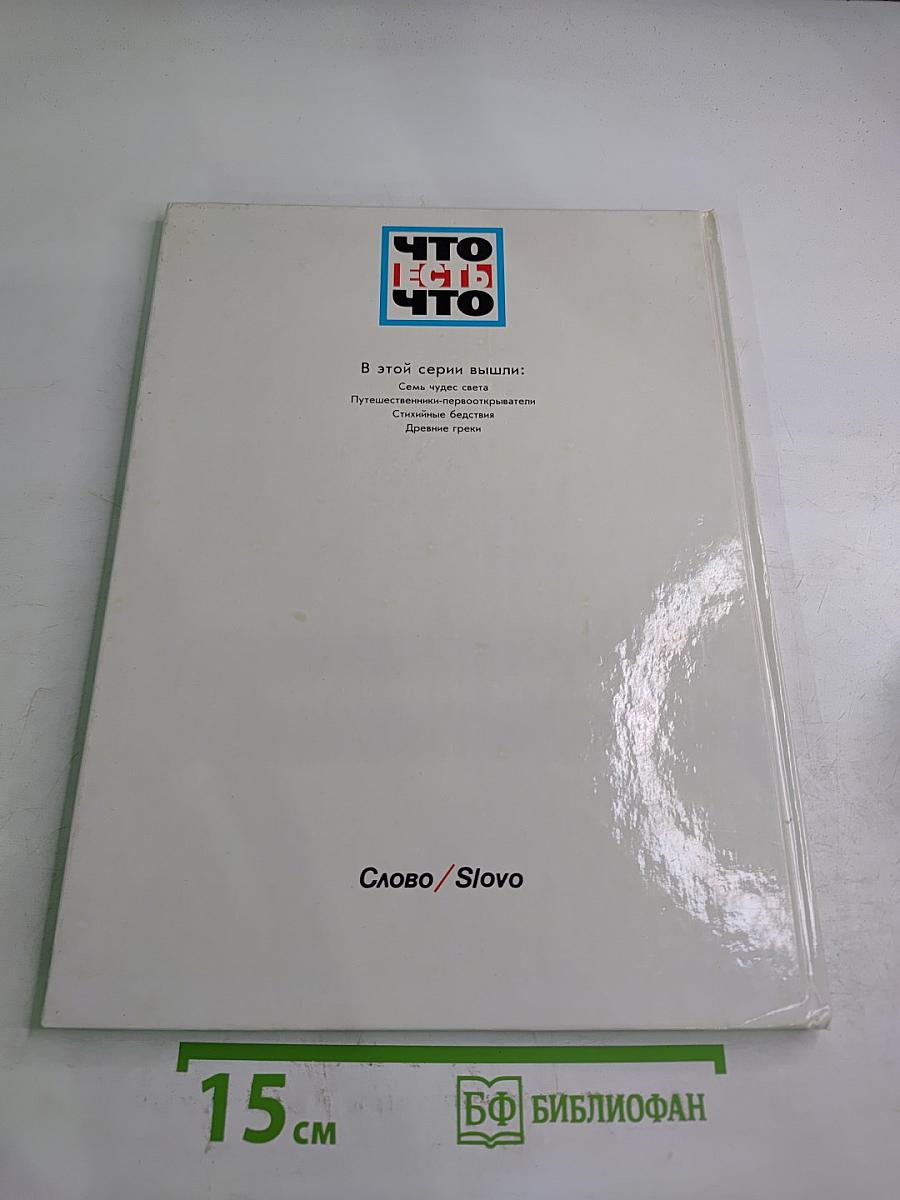 ЧТО
ЕСТЬ
ЧТО
В этой серии вышли:
Семь чудес света
Путешественники-первооткрыватели
Стихийные бедствия
Древние греки
Слово/Slovo
15 см
БФ БИБЛИОФАН